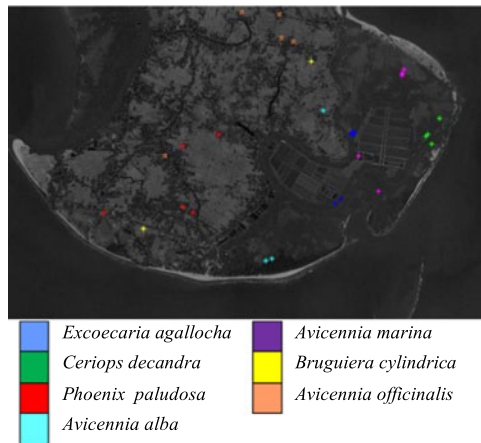 Excoecaria agallocha
Ceriops decandra
Phoenix paludosa
Avicennia alba
Avicennia marina
Bruguiera cylindrica
Avicennia officinalis